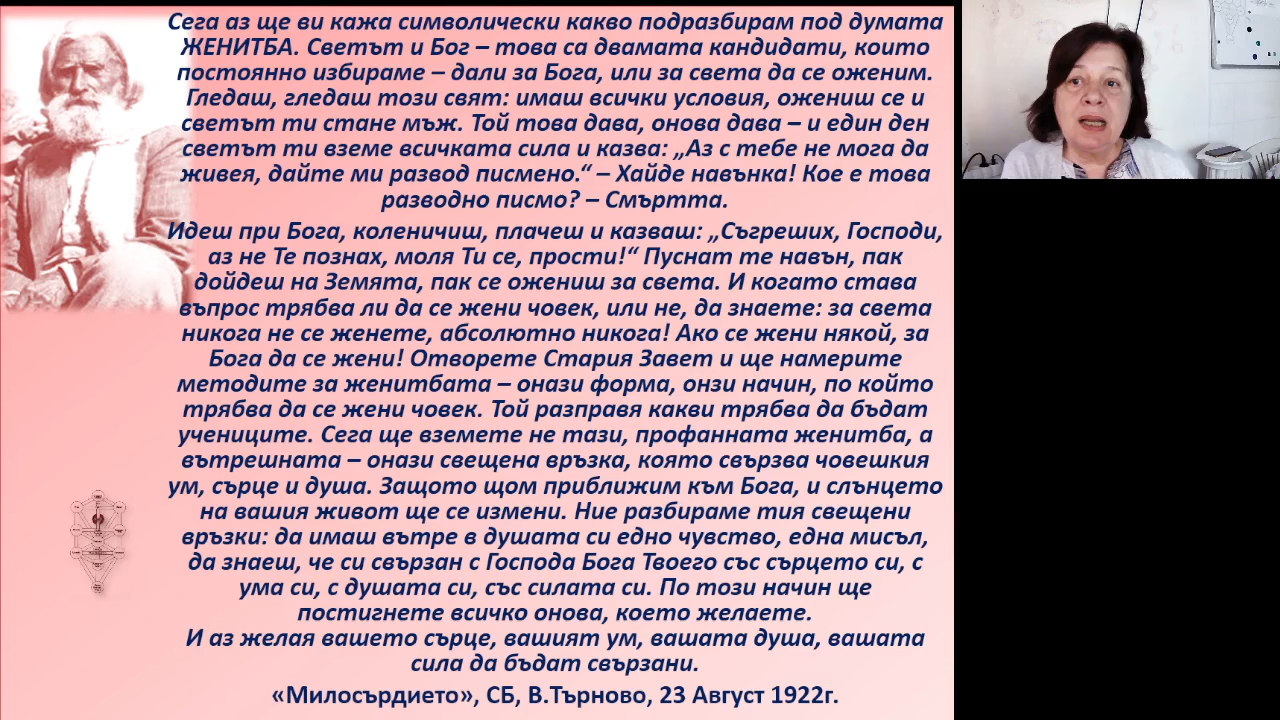 Сега аз ще ви кажа символически какво подразбирам под думата
ЖЕНИТБА. Светът и Бог – това са двамата кандидати, които
постоянно избираме – дали за Бога, или за света да се оженим.
Гледаш, гледаш този свят: имаш всички условия, ожениш се и
светът ти стане мъж. Той това дава, онова дава – и един ден
светът ти вземе всичката сила и казва: „Аз с тебе не мога да
живея, дайте ми развод писмено.“ – Хайде навънка! Кое е това
разводно писмо? – Смъртта.
Идеш при Бога, коленичиш, плачеш и казваш: „Съгреших, Господи,
аз не Те познах, моля Ти се, прости!“ Пуснат те навън, пак
дойдеш на Земята, пак се ожениш за света. И когато става
въпрос трябва ли да се жени човек, или не, да знаете: за света
никога не се женете, абсолютно никога! Ако се жени някой, за
Бога да се жени! Отворете Стария Завет и ще намерите
методите за женитбата – онази форма, онзи начин, по който
трябва да се жени човек. Той разправя какви трябва да бъдат
учениците. Сега ще вземете не тази, профанната женитба, а
вътрешната – онази свещена връзка, която свързва човешкия
ум, сърце и душа. Защото щом приближим към Бога, и слънцето
на вашия живот ще се измени. Ние разбираме тия свещени
връзки: да имаш вътре в душата си едно чувство, една мисъл,
да знаеш, че си свързан с Господа Бога Твоего със сърцето си, с
ума си, с душата си, със силата си. По този начин ще
постигнете всичко онова, което желаете.
И аз желая вашето сърце, вашият ум, вашата душа, вашата
сила да бъдат свързани.
«Милосърдието», СБ, В.Търново, 23 Август 1922г.